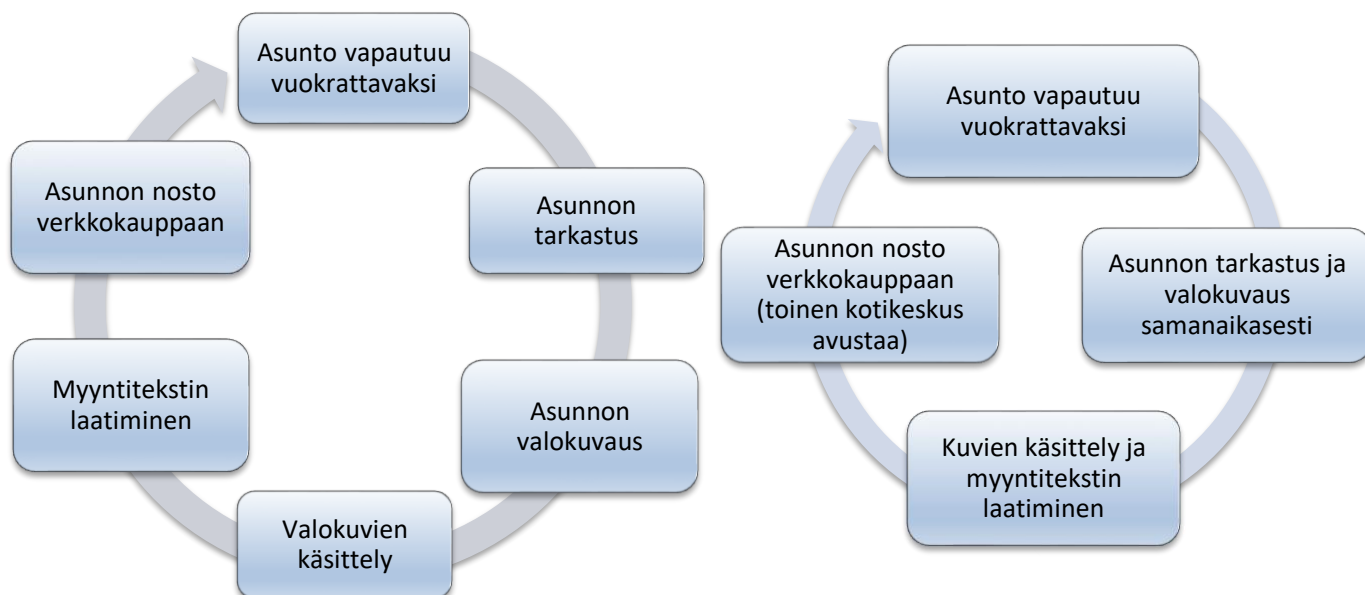 Asunto vapautuu
vuokrattavaksi
Asunnon
tarkastus
Asunnon
valokuvaus
Valokuvien
käsittely
Myyntitekstin
laatiminen
Asunnon nosto
verkkokauppaan
Asunto vapautuu
vuokrattavaksi
Asunnon tarkastus ja
valokuvaus
samanaikasesti
Kuvien käsittely ja
myyntitekstin
laatiminen
Asunnon nosto
verkkokauppaan
(toinen kotikeskus
avustaa)